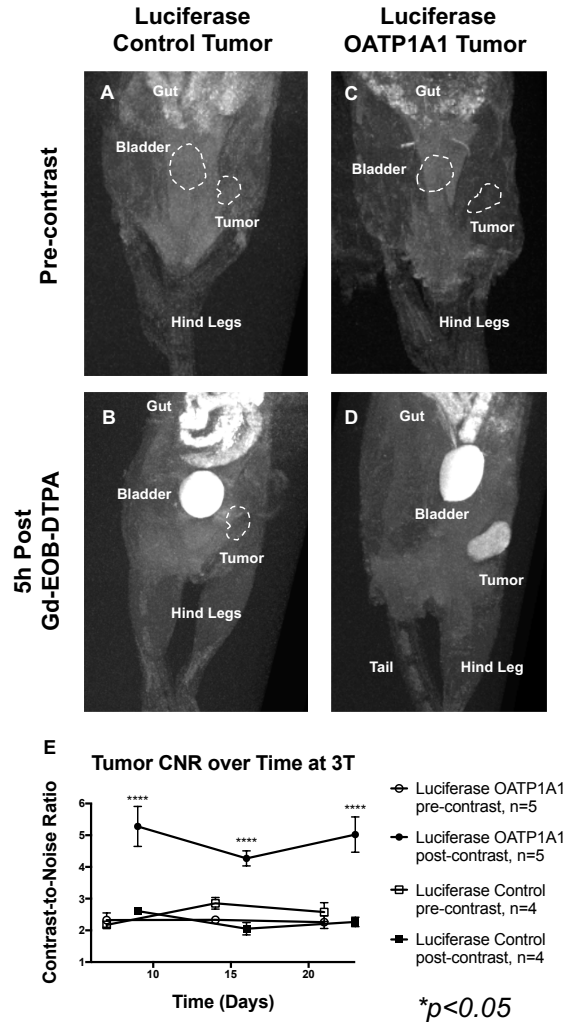 Luciferase
Control Tumor
Luciferase
OATP1A1 Tumor
Pre-contrast
A
Gut
Bladder
Tumor
Hind Legs
C
Gut
Bladder
Tumor
Hind Legs
5h Post
Gd-EOB-DTPA
B
Gut
Bladder
Tumor
Hind Legs
D
Gut
Bladder
Tumor
Tail
Hind Leg
E
Tumor CNR over Time at 3T
Contrast-to-Noise Ratio
6
5
4
3
2
1
****
****
****
10
15
20
Time (Days)
Luciferase OATP1A1
pre-contrast, n=5
Luciferase OATP1A1
post-contrast, n=5
Luciferase Control
pre-contrast, n=4
Luciferase Control
post-contrast, n=4
*p<0.05